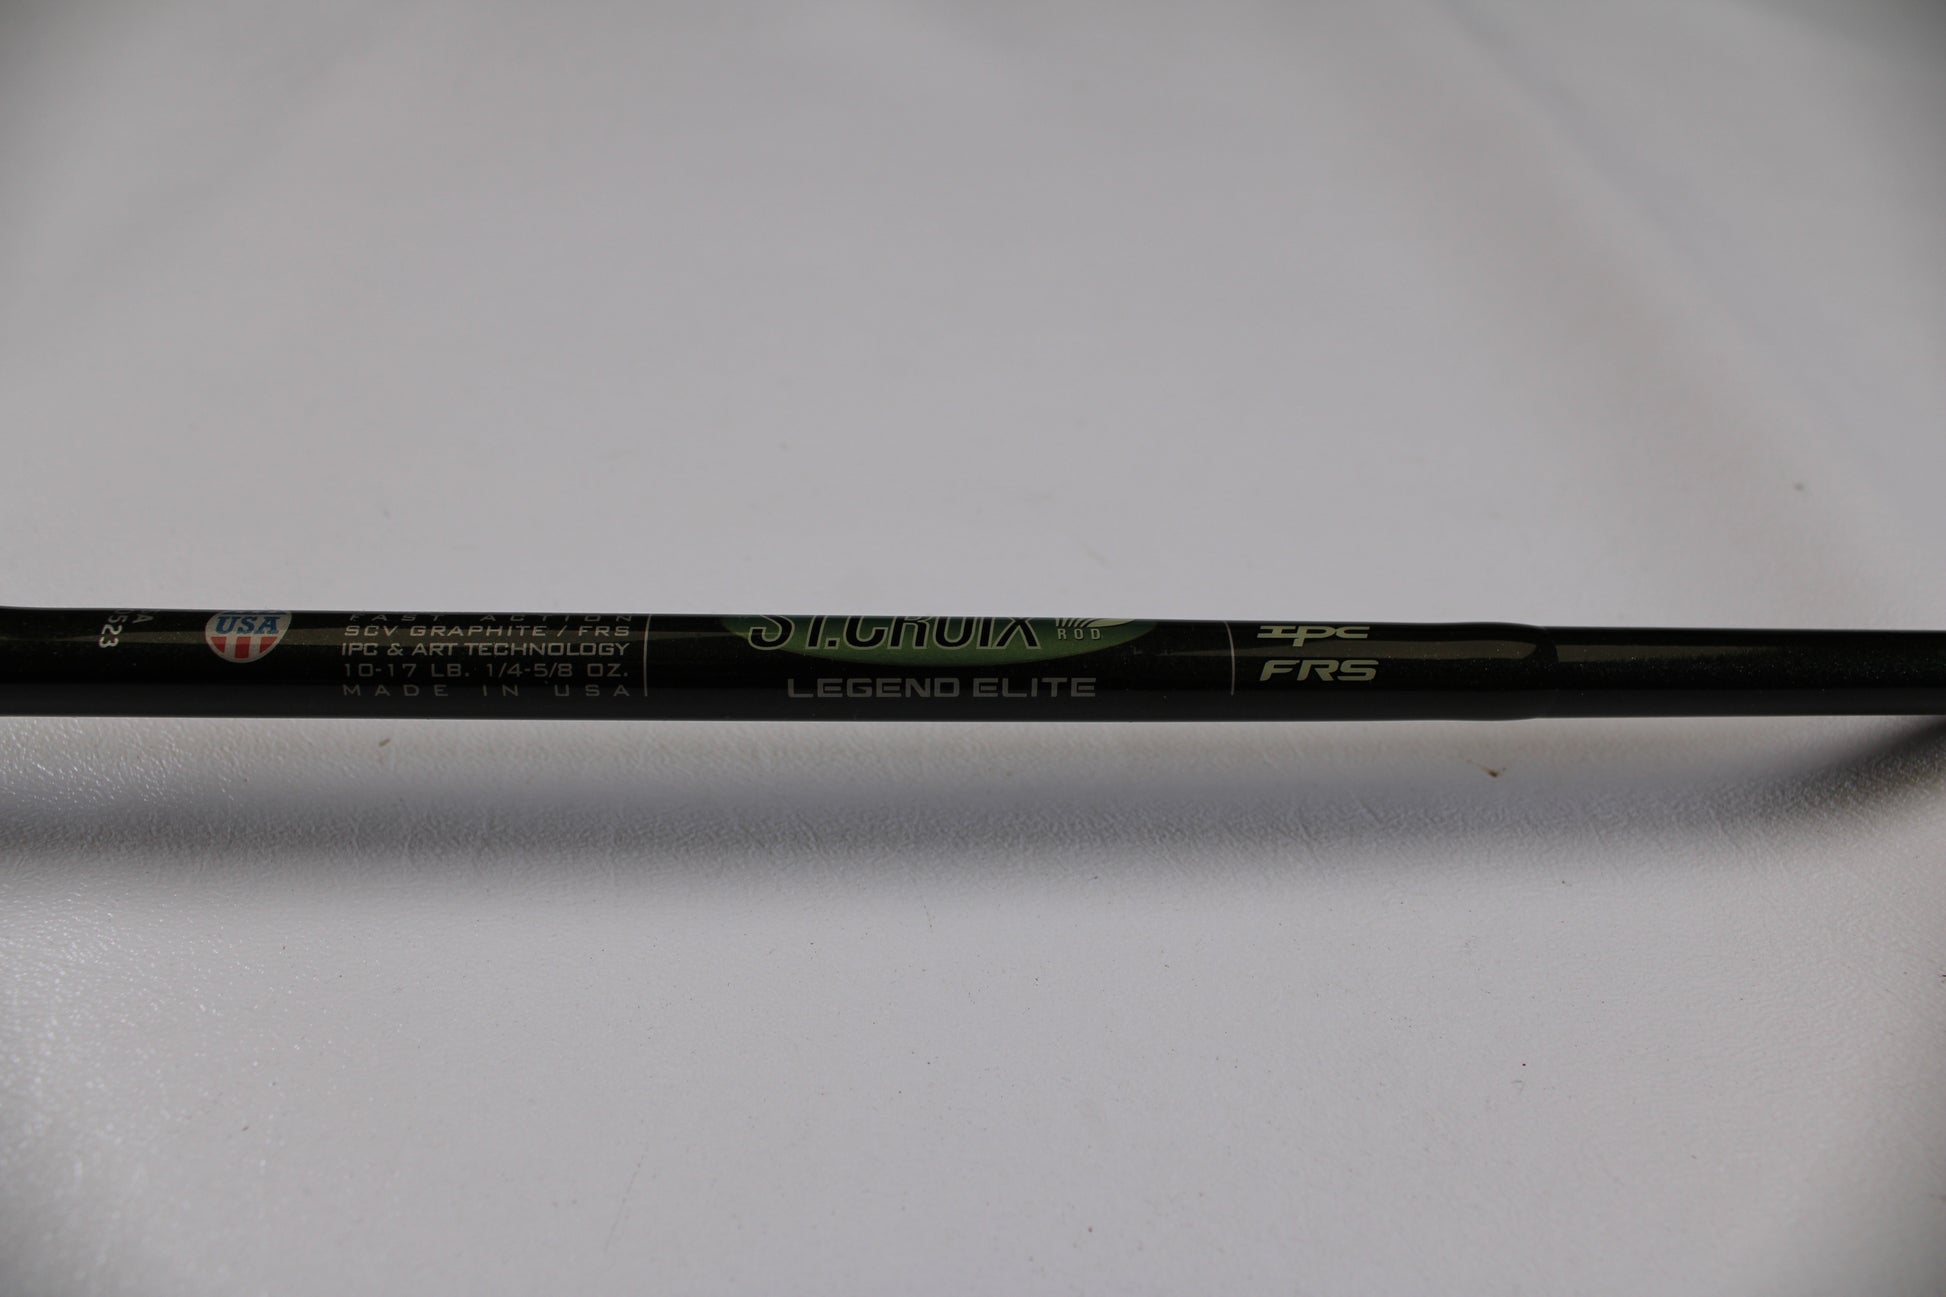 USA
FAST ACTION
SCV GRAPHITE / FRS
IPC & ART TECHNOLOGY
10-17 LB. 1/4-5/8 OZ.
MADE IN USA
ST.CROIX
ROD
LEGEND ELITE
IPC
FRS